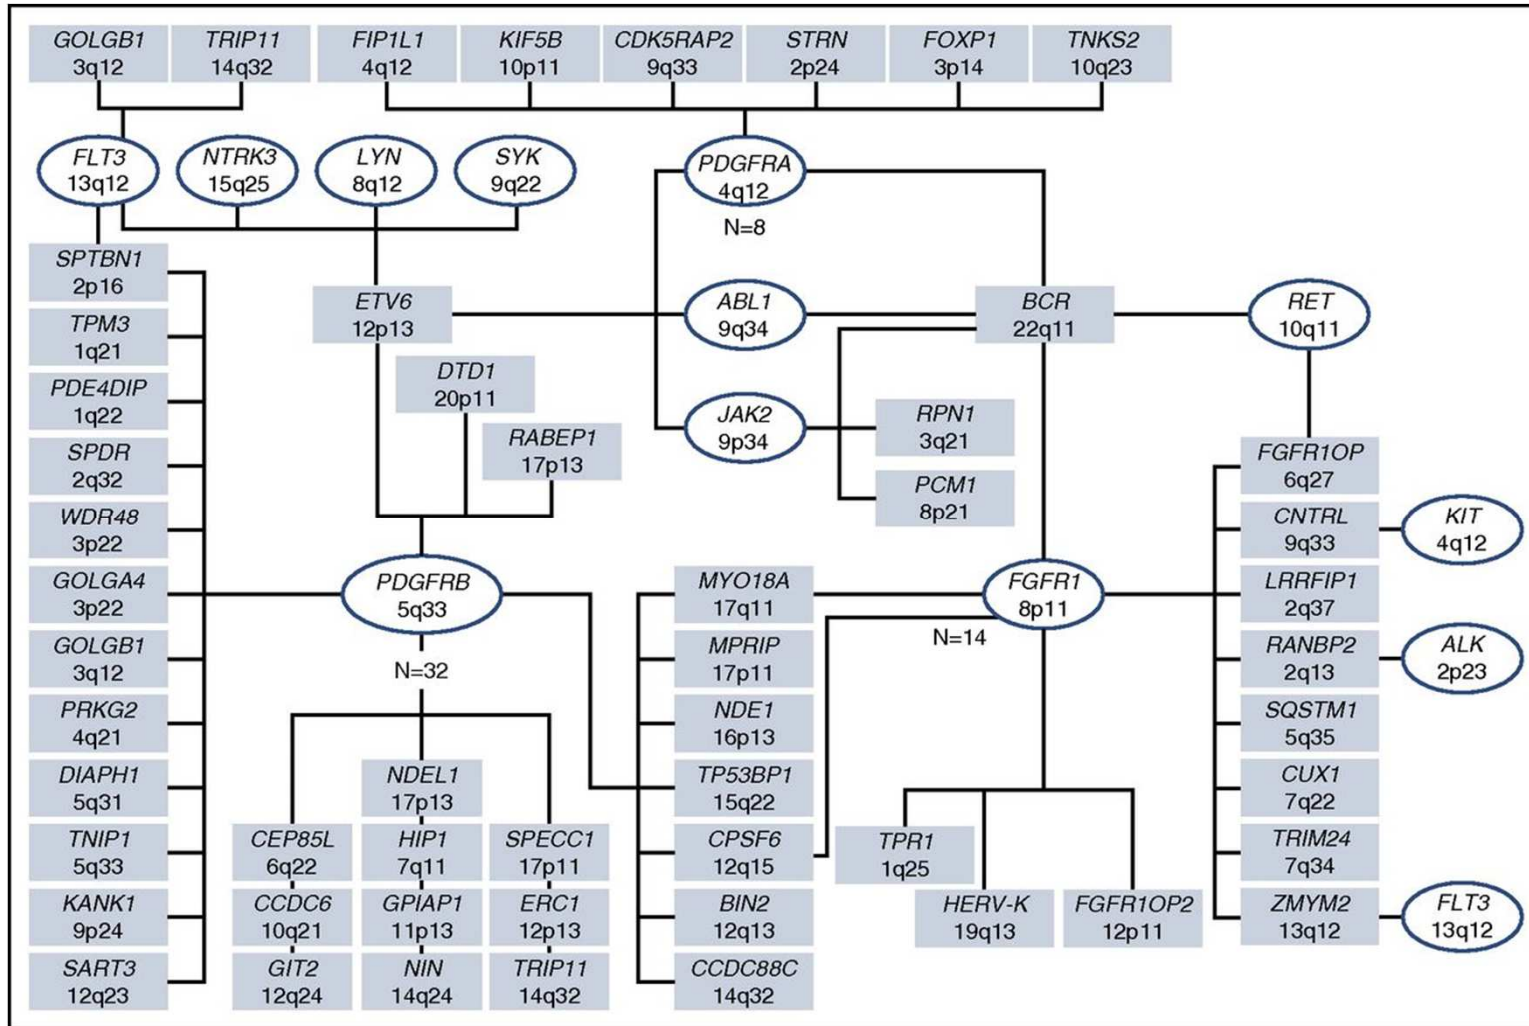 GOLGB1
3q12
TRIP11
14q32
FIP1L1
4q12
KIF5B
10p11
CDK5RAP2
9q33
STRN
2p24
FOXP1
3p14
TNKS2
10q23
FLT3
13q12
NTRK3
15q25
LYN
8q12
SYK
9q22
PDGFRA
4q12
N=8
SPTBN1
2p16
TPM3
1q21
PDE4DIP
1q22
SPDR
2q32
WDR48
3p22
GOLGA4
3p22
GOLGB1
3q12
PRKG2
4q21
DIAPH1
5q31
TNIP1
5q33
KANK1
9p24
SART3
12q23
ETV6
12p13
DTD1
20p11
RABEP1
17p13
ABL1
9q34
JAK2
9p34
BCR
22q11
RPN1
3q21
PCM1
8p21
RET
10q11
PDGFRB
5q33
N=32
CEP85L
6q22
CCDC6
10q21
GIT2
12q24
NDEL1
17p13
HIP1
7q11
GPIAP1
11p13
NIN
14q24
SPECC1
17p11
ERC1
12p13
TRIP11
14q32
MYO18A
17q11
MPRIP
17p11
NDE1
16p13
TP53BP1
15q22
CPSF6
12q15
BIN2
12q13
CCDC88C
14q32
FGFR1
8p11
N=14
TPR1
1q25
HERV-K
19q13
FGFR1OP2
12p11
FGFR1OP
6q27
CNTRL
9q33
LRRFIP1
2q37
RANBP2
2q13
SQSTM1
5q35
CUX1
7q22
TRIM24
7q34
ZMYM2
13q12
KIT
4q12
ALK
2p23
FLT3
13q12